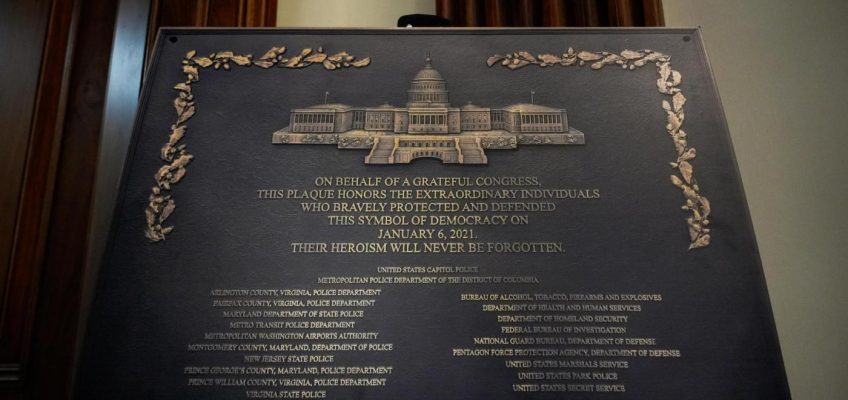 ON BEHALF OF A GRATEFUL CONGRESS,
THIS PLAQUE HONORS THE EXTRAORDINARY INDIVIDUALS
WHO BRAVELY PROTECTED AND DEFENDED
THIS SYMBOL OF DEMOCRACY ON
JANUARY 6, 2021.
THEIR HEROISM WILL NEVER BE FORGOTTEN.
UNITED STATES CAPITOL POLICE
METROPOLITAN POLICE DEPARTMENT OF THE DISTRICT OF COLUMBIA
ARLINGTON COUNTY, VIRGINIA, POLICE DEPARTMENT
FAIRFAX COUNTY, VIRGINIA, POLICE DEPARTMENT
MARYLAND DEPARTMENT OF STATE POLICE
METRO TRANSIT POLICE DEPARTMENT
METROPOLITAN WASHINGTON AIRPORTS AUTHORITY
MONTGOMERY COUNTY, MARYLAND, DEPARTMENT OF POLICE
NEW JERSEY STATE POLICE
PRINCE GEORGE'S COUNTY, MARYLAND, POLICE DEPARTMENT
PRINCE WILLIAM COUNTY, VIRGINIA, POLICE DEPARTMENT
VIRGINIA STATE POLICE
BUREAU OF ALCOHOL, TOBACCO, FIREARMS AND EXPLOSIVES
DEPARTMENT OF HEALTH AND HUMAN SERVICES
DEPARTMENT OF HOMELAND SECURITY
FEDERAL BUREAU OF INVESTIGATION
NATIONAL GUARD BUREAU, DEPARTMENT OF DEFENSE
PENTAGON FORCE PROTECTION AGENCY, DEPARTMENT OF DEFENSE
UNITED STATES MARSHALS SERVICE
UNITED STATES PARK POLICE
UNITED STATES SECRET SERVICE